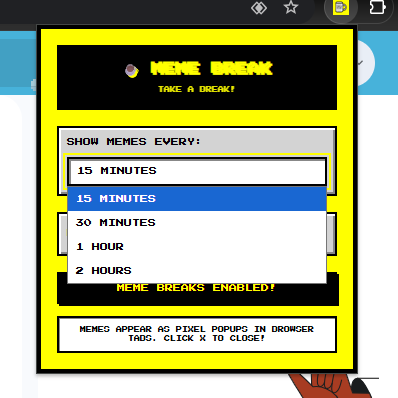 MEME BREAK
TAKE A BREAK!
SHOW MEMES EVERY:
15 MINUTES
15 MINUTES
30 MINUTES
1 HOUR
2 HOURS
MEME BREAKS ENABLED!
MEMES APPEAR AS PIXEL POPUPS IN BROWSER
TABS. CLICK X TO CLOSE!